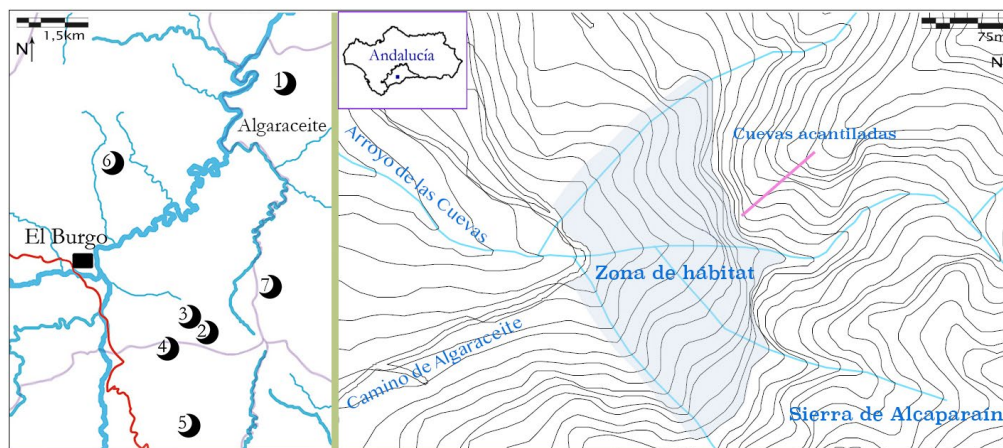 1,5km
N
1
Algaraceite
6
El Burgo
7
3
2
4
5
Andalucía
75m
N
Cuevas acantiladas
Arroyo de las Cuevas
Zona de hábitat
Camino de Algaraceite
Sierra de Alcaparaín